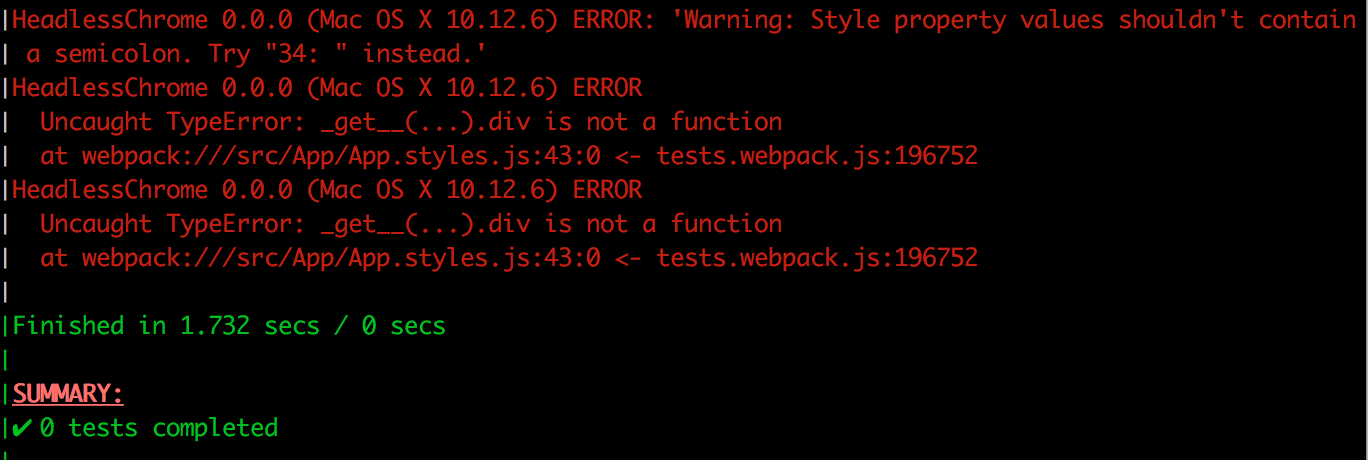 |HeadlessChrome 0.0.0 (Mac OS X 10.12.6) ERROR: 'Warning: Style property values shouldn't contain
| a semicolon. Try "34: " instead.'
|HeadlessChrome 0.0.0 (Mac OS X 10.12.6) ERROR
|  Uncaught TypeError: _get__(...).div is not a function
|  at webpack:///src/App/App.styles.js:43:0 <- tests.webpack.js:196752
|HeadlessChrome 0.0.0 (Mac OS X 10.12.6) ERROR
|  Uncaught TypeError: _get__(...).div is not a function
|  at webpack:///src/App/App.styles.js:43:0 <- tests.webpack.js:196752
|
|Finished in 1.732 secs / 0 secs
|
|SUMMARY:
|✔ 0 tests completed